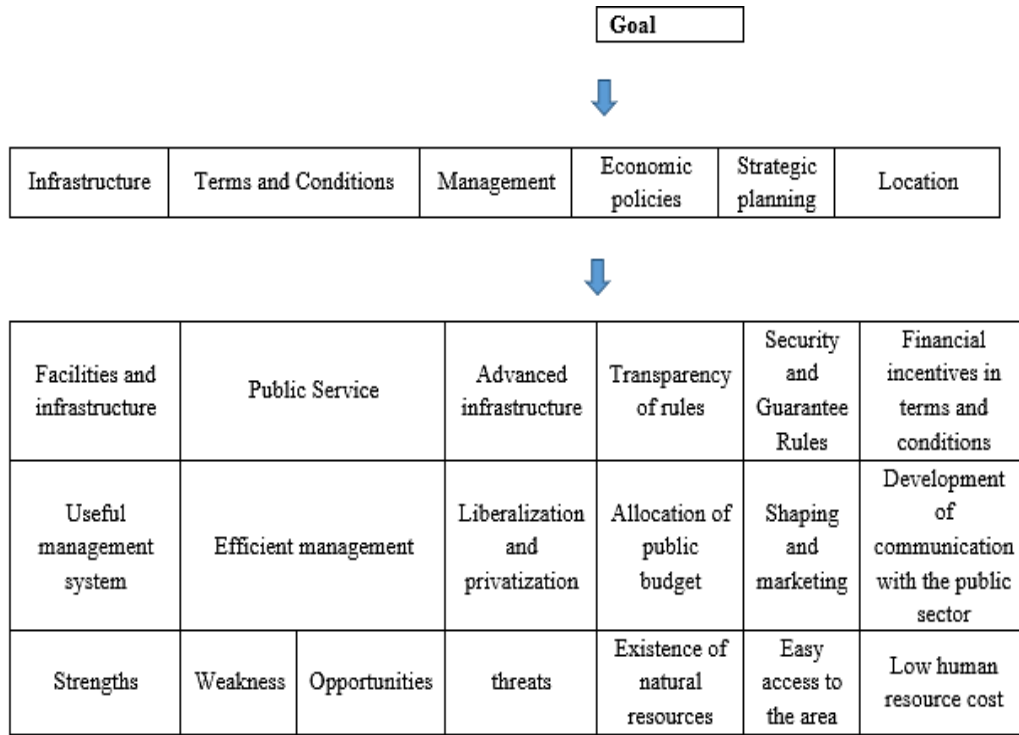 Goal
Infrastructure
Terms and Conditions
Management
Economic
policies
Strategic
planning
Location
Facilities and
infrastructure
Public Service
Advanced
infrastructure
Transparency
of rules
Security
and
Guarantee
Rules
Financial
incentives in
terms and
conditions
Useful
management
system
Efficient management
Liberalization
and
privatization
Allocation of
public
budget
Shaping
and
marketing
Development
of
communication
with the public
sector
Strengths
Weakness
Opportunities
threats
Existence of
natural
resources
Easy
access to
the area
Low human
resource cost